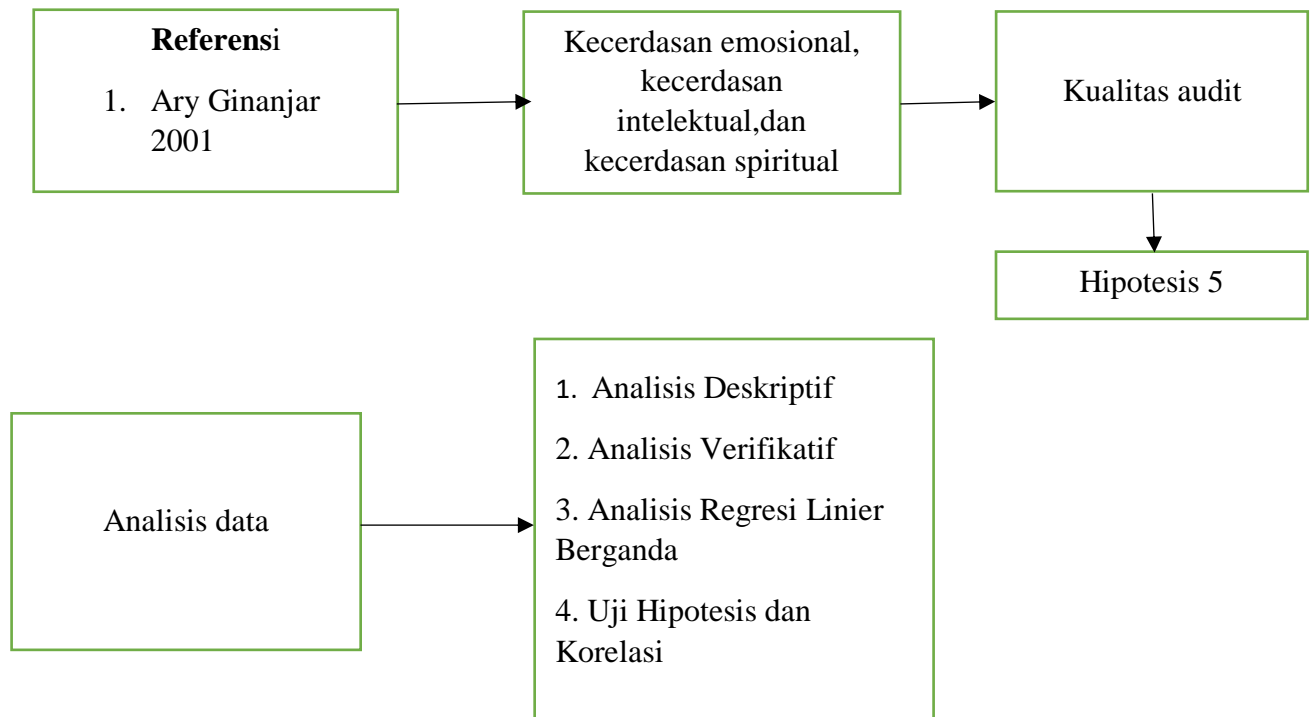 Referensi
1. Ary Ginanjar
2001
Kecerdasan emosional,
kecerdasan
intelektual,dan
kecerdasan spiritual
Kualitas audit
Hipotesis 5
Analisis data
1. Analisis Deskriptif
2. Analisis Verifikatif
3. Analisis Regresi Linier
Berganda
4. Uji Hipotesis dan
Korelasi